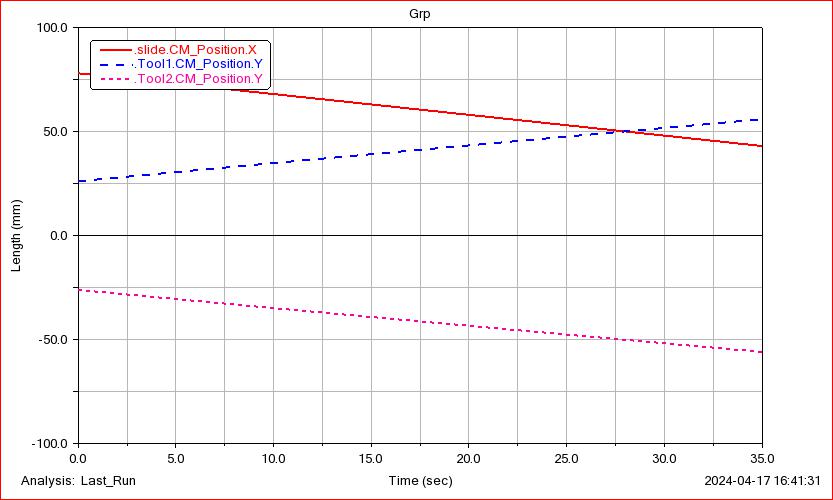 Grp
100.0
50.0
0.0
-50.0
-100.0
Length (mm)
.slide.CM_Position.X
.Tool1.CM_Position.Y
.Tool2.CM_Position.Y
0.0 5.0 10.0 15.0 20.0 25.0 30.0 35.0
Analysis: Last_Run Time (sec) 2024-04-17 16:41:31